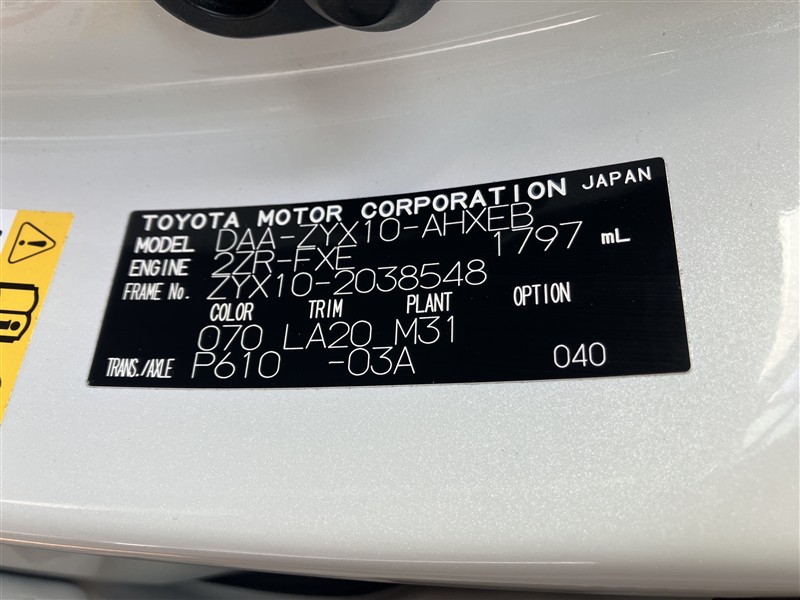 TOYOTA MOTOR CORPORATION JAPAN
MODEL DAA-ZYX10-AHXEB
ENGINE 2ZR-FXE 1797 mL
FRAME No. ZYX10-2038548
COLOR TRIM PLANT OPTION
070 LA20 M31
TRANS./AXLE P610 -03A 040